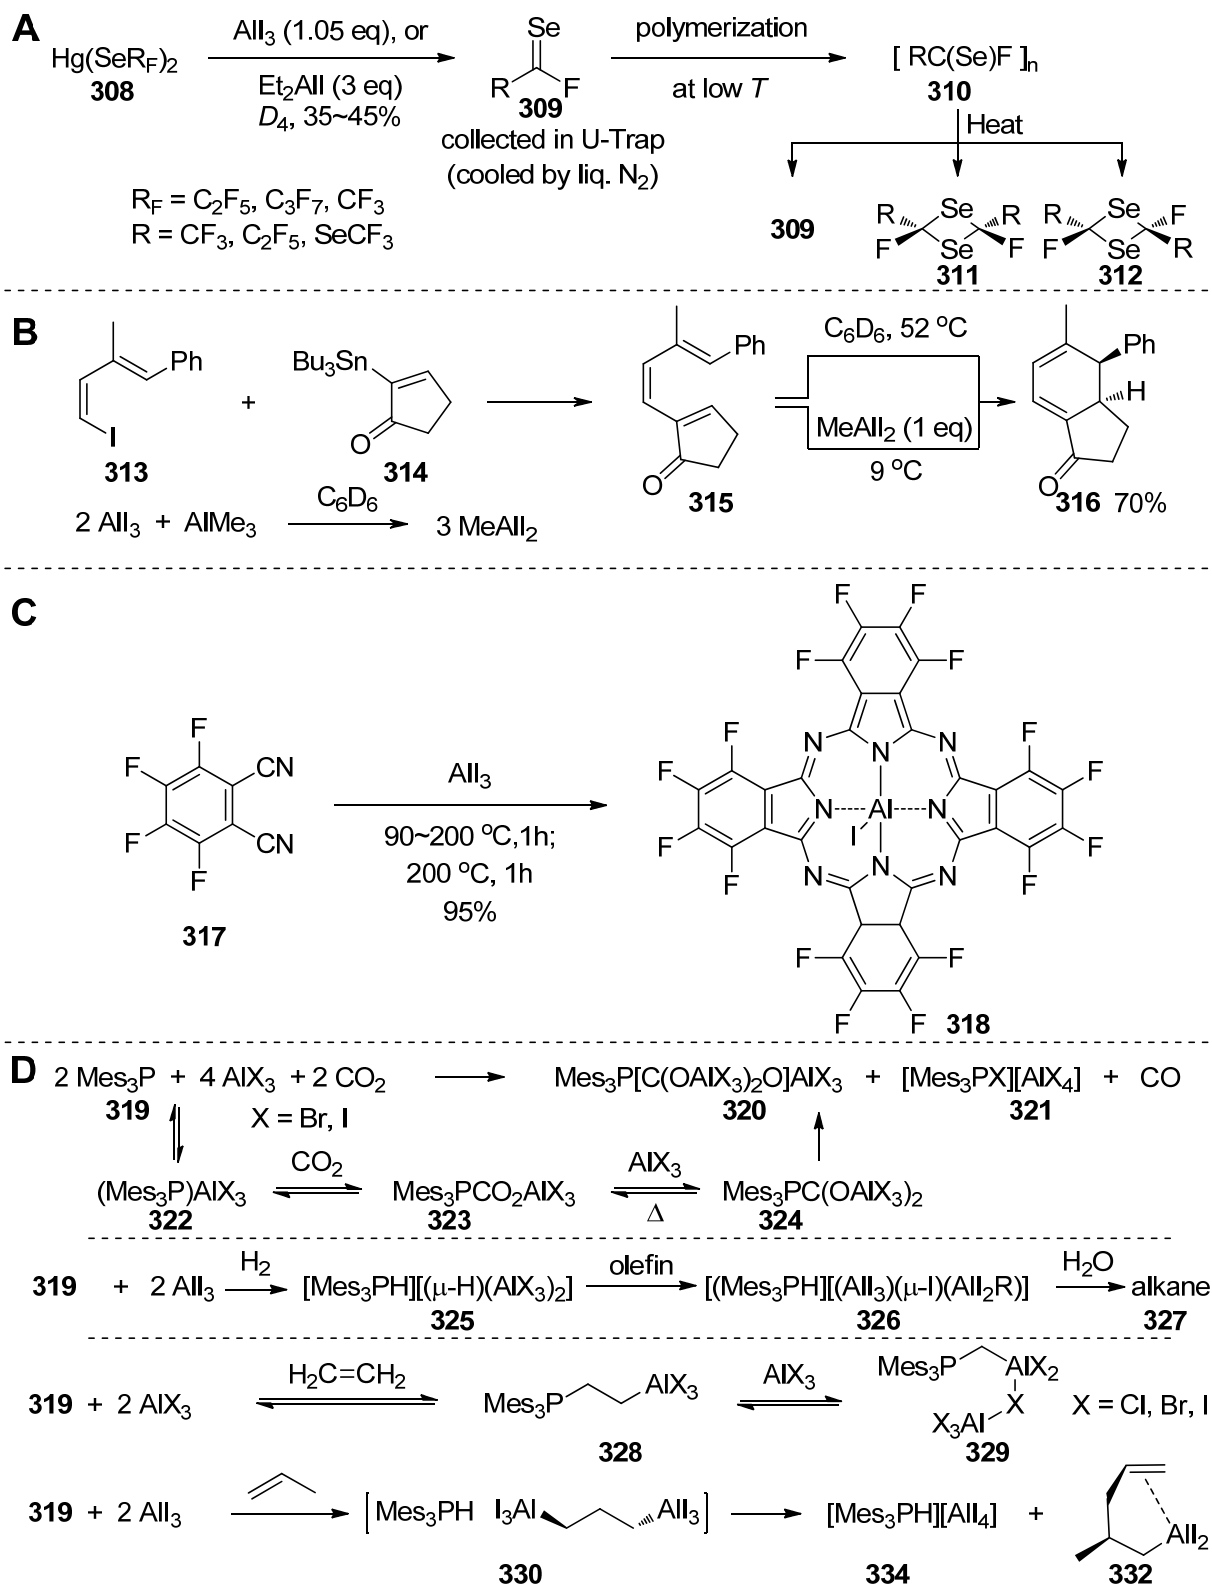 A
Hg(SeR_F)₂
308
AlI₃ (1.05 eq), or
Et₂AlI (3 eq)
D₄, 35~45%
Se
R F
309
collected in U-Trap
(cooled by liq. N₂)
polymerization
at low T
[ RC(Se)F ]ₙ
310
Heat
R_F = C₂F₅, C₃F₇, CF₃
R = CF₃, C₂F₅, SeCF₃
309
R Se R
F Se F
311
R Se F
F Se R
312
B
Ph
I
313
+
Bu₃Sn
O
314
Ph
O
315
C₆D₆, 52 °C
MeAlI₂ (1 eq)
9 °C
Ph
H
O
316 70%
2 AlI₃ + AlMe₃
C₆D₆
3 MeAlI₂
C
F
F CN
F CN
F
317
AlI₃
90~200 °C,1h;
200 °C, 1h
95%
F F
F F
F N N F
F N F
N Al N
I
F N F
F N N F
F F
F F
318
D
2 Mes₃P + 4 AlX₃ + 2 CO₂
319
X = Br, I
Mes₃P[C(OAlX₃)₂O]AlX₃ + [Mes₃PX][AlX₄] + CO
320 321
(Mes₃P)AlX₃
322
CO₂
Mes₃PCO₂AlX₃
323
AlX₃
Δ
Mes₃PC(OAlX₃)₂
324
319 + 2 AlI₃
H₂
[Mes₃PH][(μ-H)(AlX₃)₂]
325
olefin
[(Mes₃PH][(AlI₃)(μ-I)(AlI₂R)]
326
H₂O
alkane
327
319 + 2 AlX₃
H₂C=CH₂
Mes₃P AlX₃
328
AlX₃
Mes₃P AlX₂
X
X₃Al
329
X = Cl, Br, I
319 + 2 AlI₃
[Mes₃PH I₃Al AlI₃]
330
[Mes₃PH][AlI₄] +
334
AlI₂
332